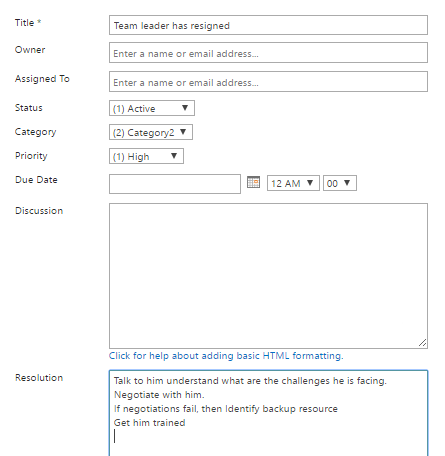 Title * Team leader has resigned
Owner Enter a name or email address...
Assigned To Enter a name or email address...
Status (1) Active
Category (2) Category2
Priority (1) High
Due Date 12 AM 00
Discussion
Click for help about adding basic HTML formatting.
Resolution
Talk to him understand what are the challenges he is facing.
Negotiate with him.
If negotiations fail, then Identify backup resource
Get him trained